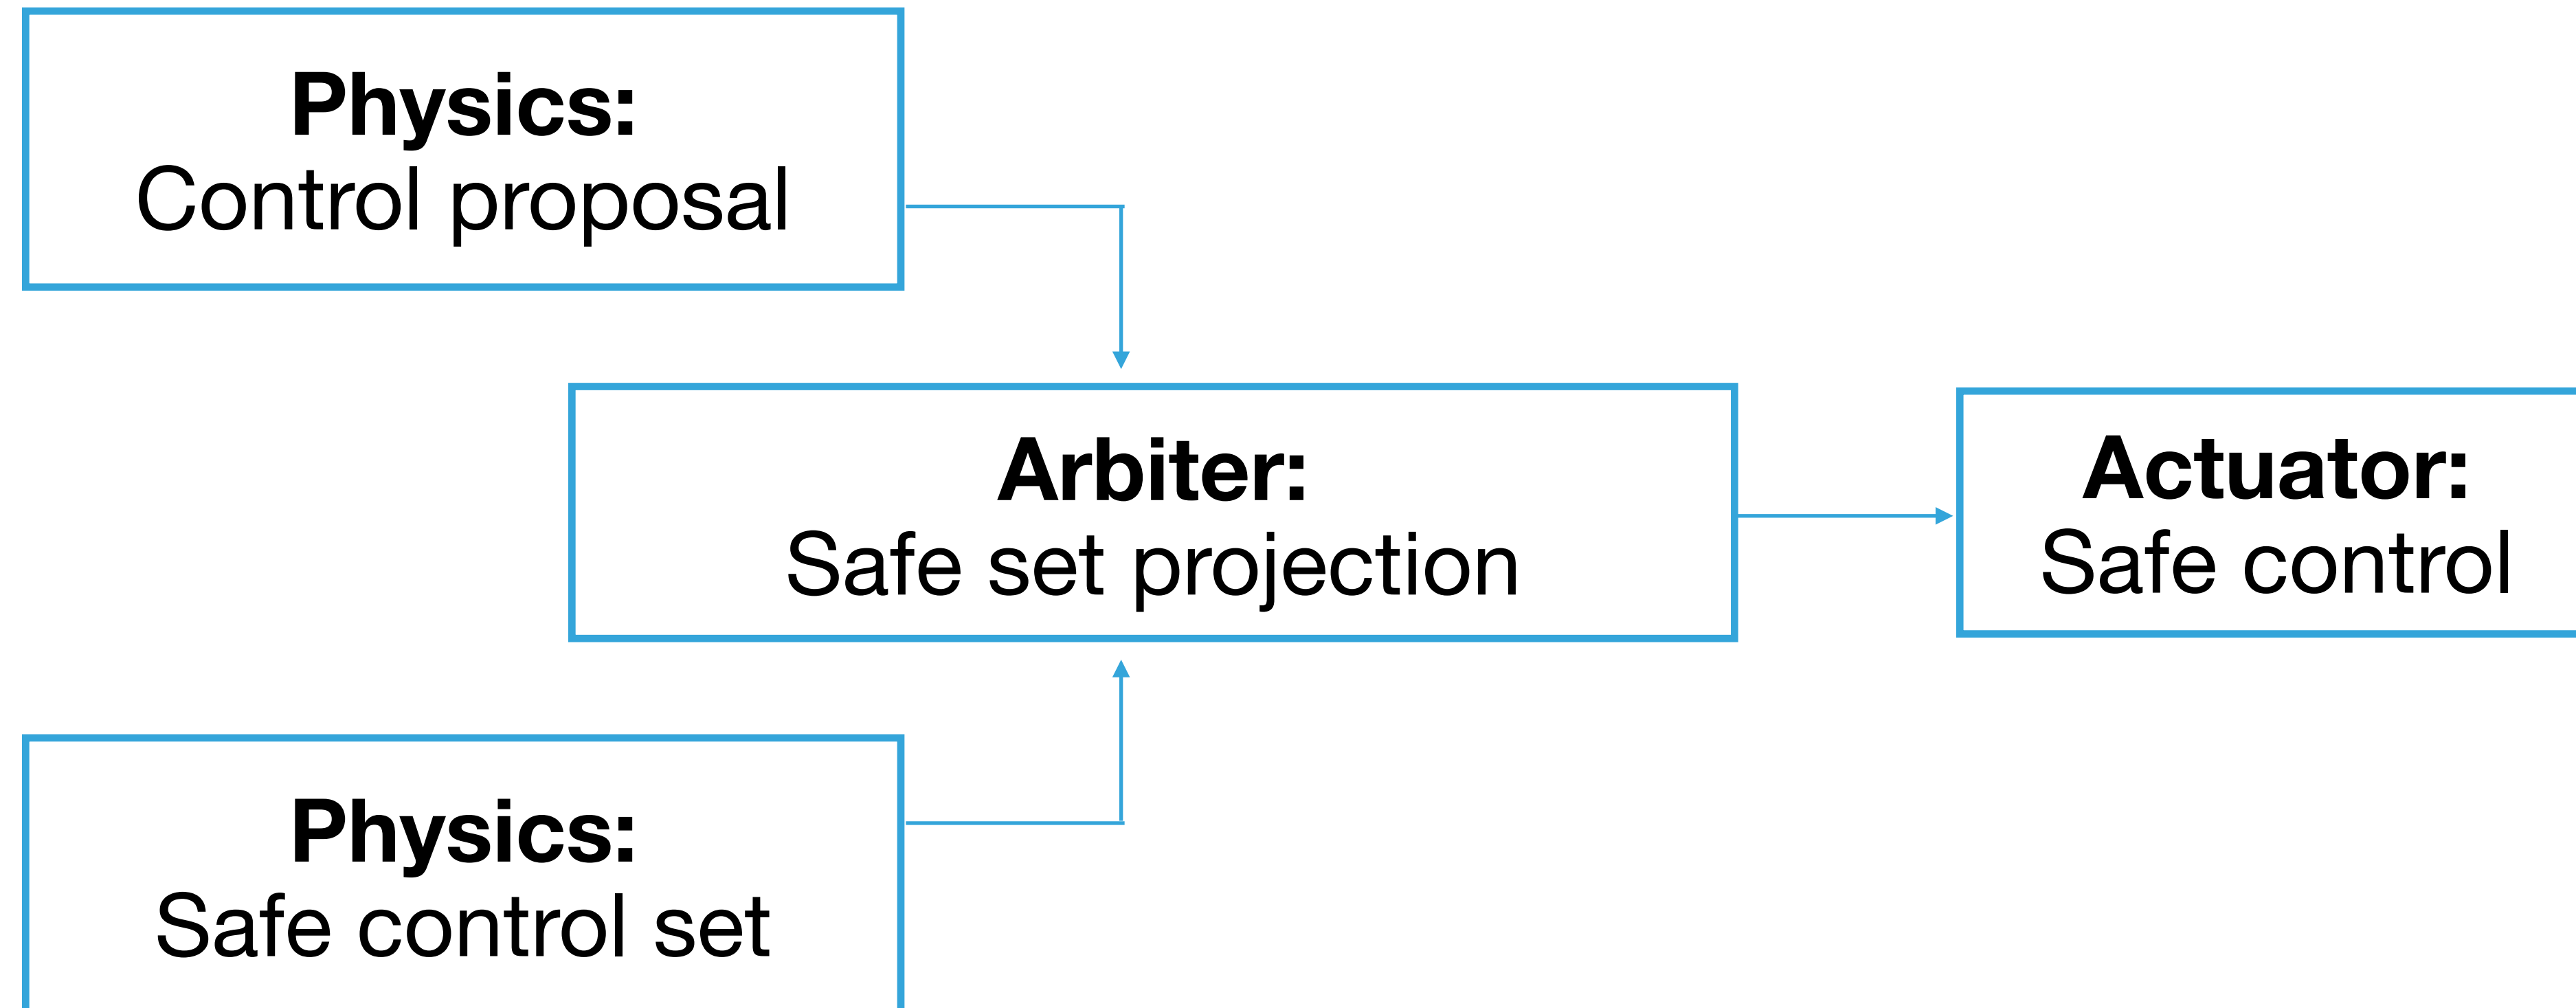 Physics:
Control proposal
Arbiter:
Safe set projection
Actuator:
Safe control
Physics:
Safe control set